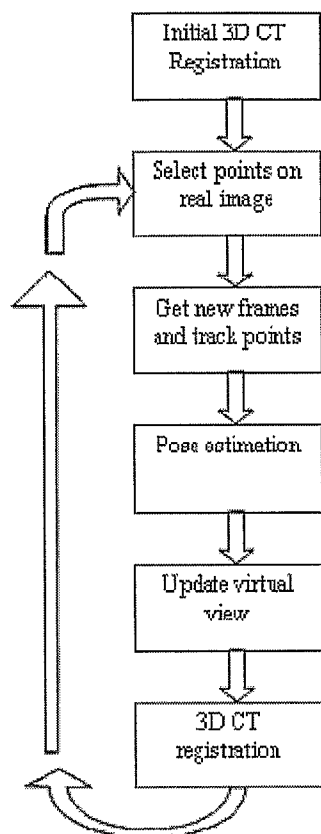 Initial 3D CT
Registration
Select points on
real image
Get new frames
and track points
Pose estimation
Update virtual
view
3D CT
registration